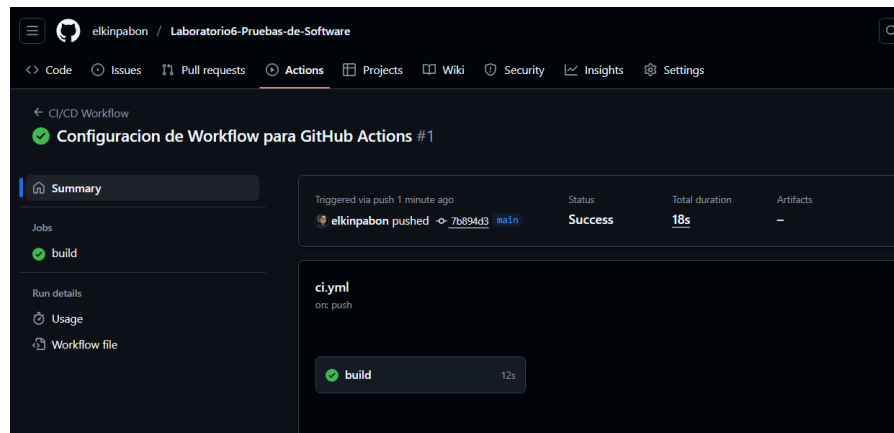 elkinpabon / Laboratorio6-Pruebas-de-Software
Code Issues Pull requests Actions Projects Wiki Security Insights Settings
CI/CD Workflow
Configuracion de Workflow para GitHub Actions #1
Summary
Jobs
build
Run details
Usage
Workflow file
Triggered via push 1 minute ago
elkinpabon pushed 7b894d3 main
Status
Success
Total duration
18s
Artifacts
–
ci.yml
on: push
build 12s